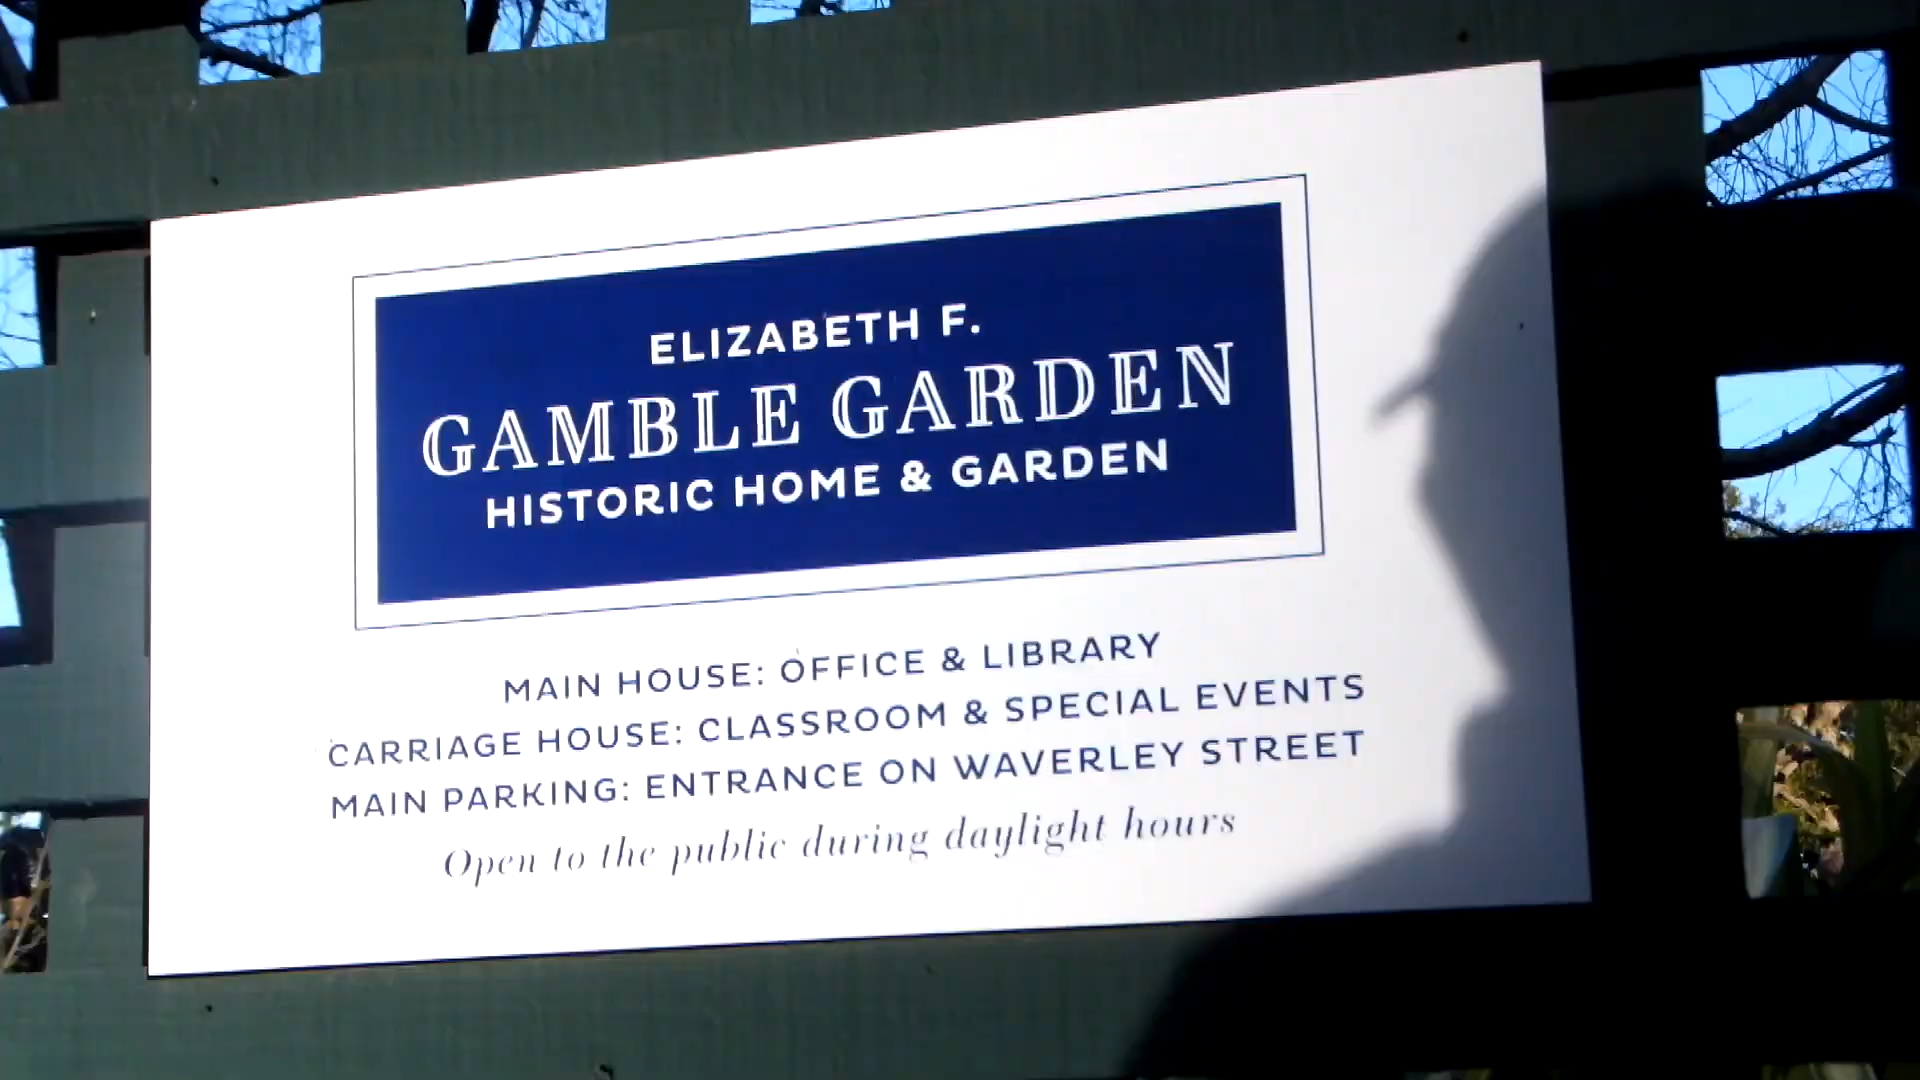 ELIZABETH F.
GAMBLE GARDEN
HISTORIC HOME & GARDEN
MAIN HOUSE: OFFICE & LIBRARY
CARRIAGE HOUSE: CLASSROOM & SPECIAL EVENTS
MAIN PARKING: ENTRANCE ON WAVERLEY STREET
Open to the public during daylight hours